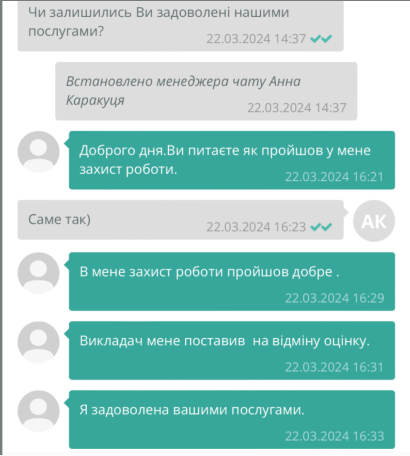 Чи залишились Ви задоволені нашими
послугами?
22.03.2024 14:37
Встановлено менеджера чату Анна
Каракуця
22.03.2024 14:37
Доброго дня.Ви питаєте як пройшов у мене
захист роботи.
22.03.2024 16:21
Саме так)
22.03.2024 16:23
АК
В мене захист роботи пройшов добре .
22.03.2024 16:29
Викладач мене поставив на відміну оцінку.
22.03.2024 16:31
Я задоволена вашими послугами.
22.03.2024 16:33